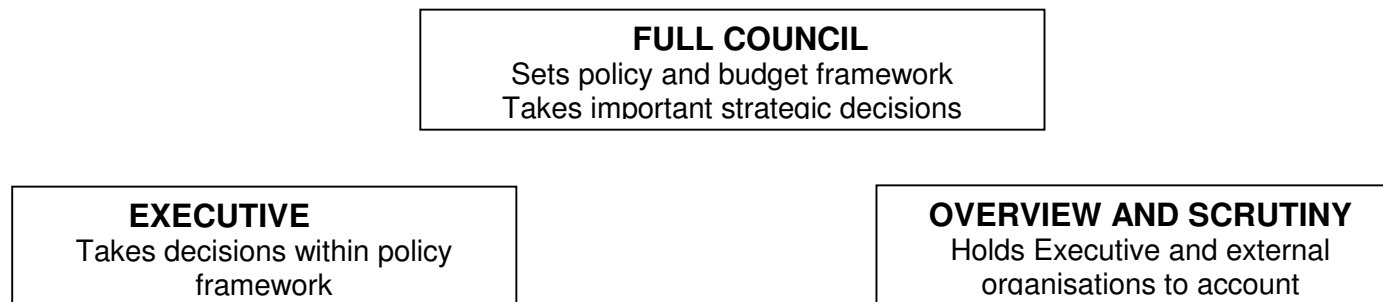 FULL COUNCIL
Sets policy and budget framework
Takes important strategic decisions
EXECUTIVE
Takes decisions within policy
framework
OVERVIEW AND SCRUTINY
Holds Executive and external
organisations to account